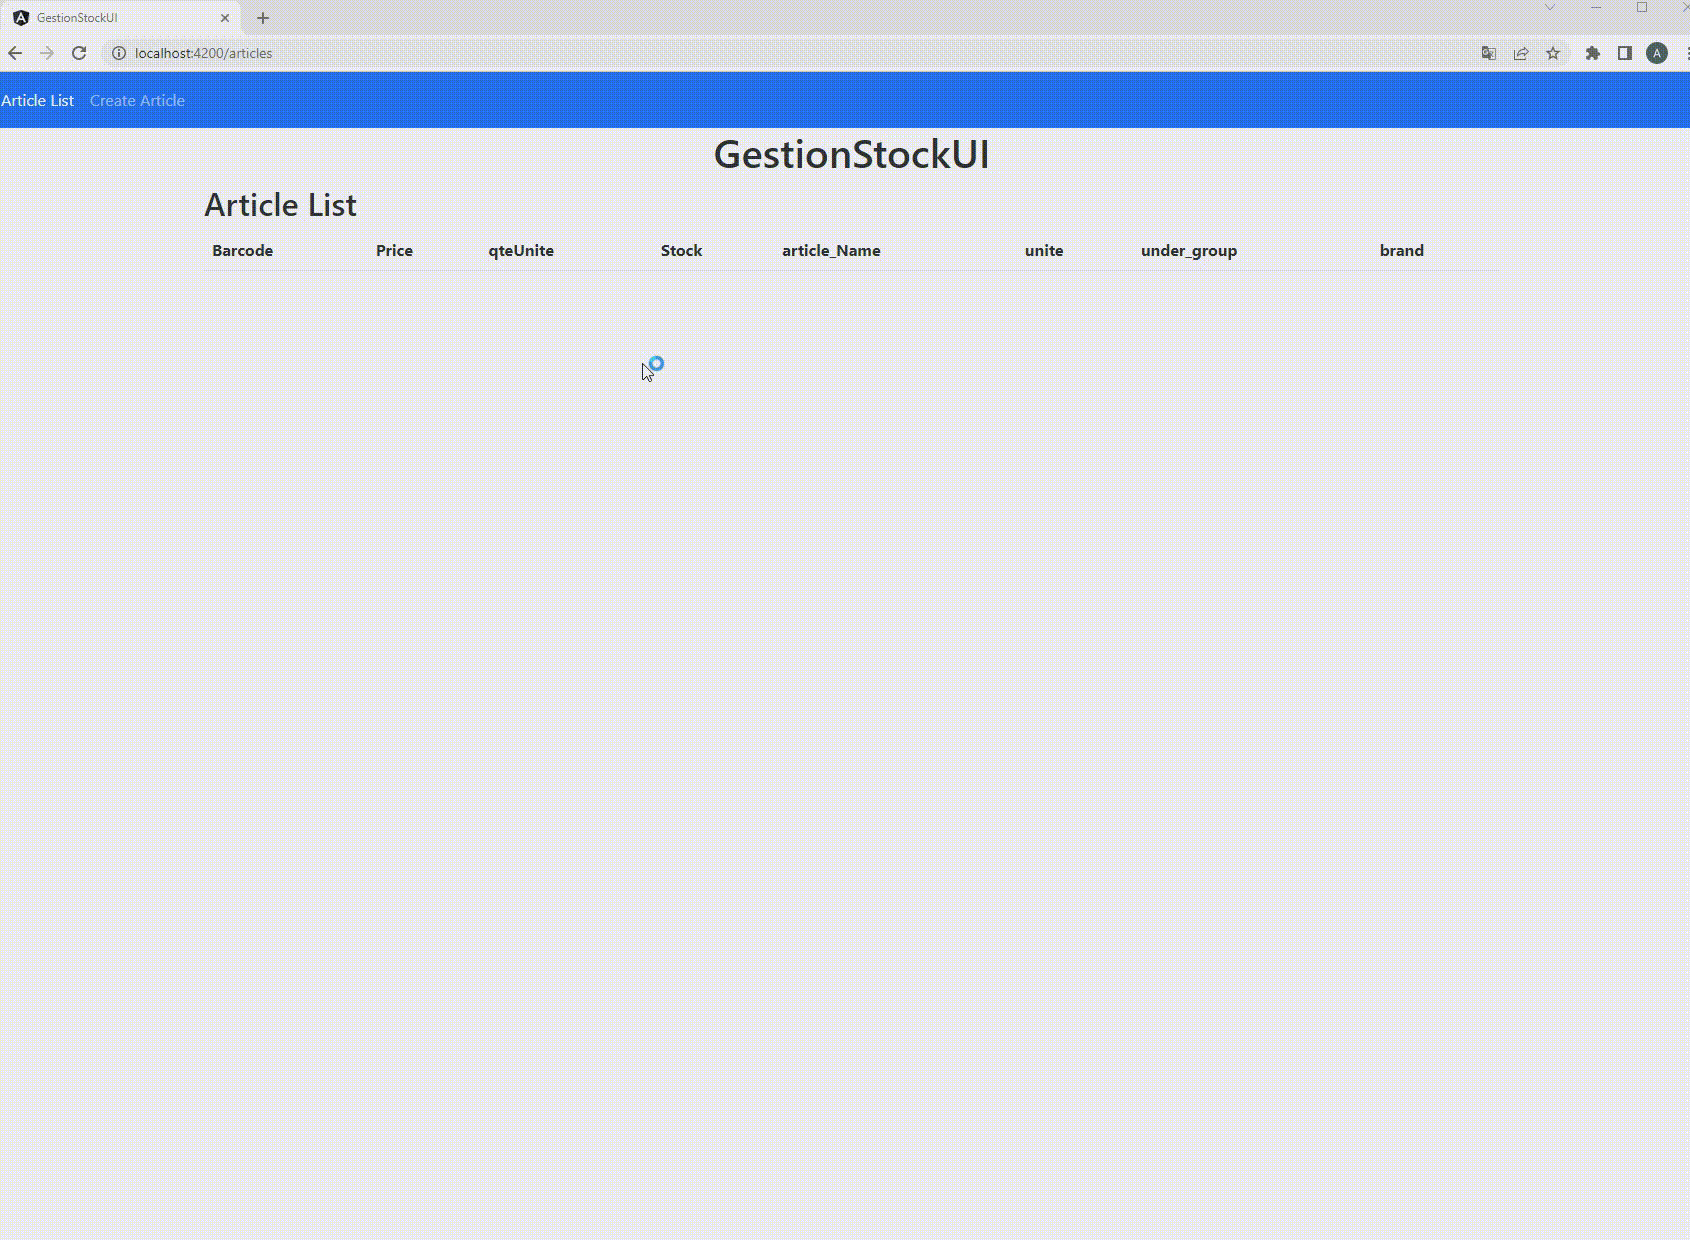 GestionStockUI
localhost:4200/articles
A
Article List Create Article
GestionStockUI
Article List
Barcode Price qteUnite Stock article_Name unite under_group brand